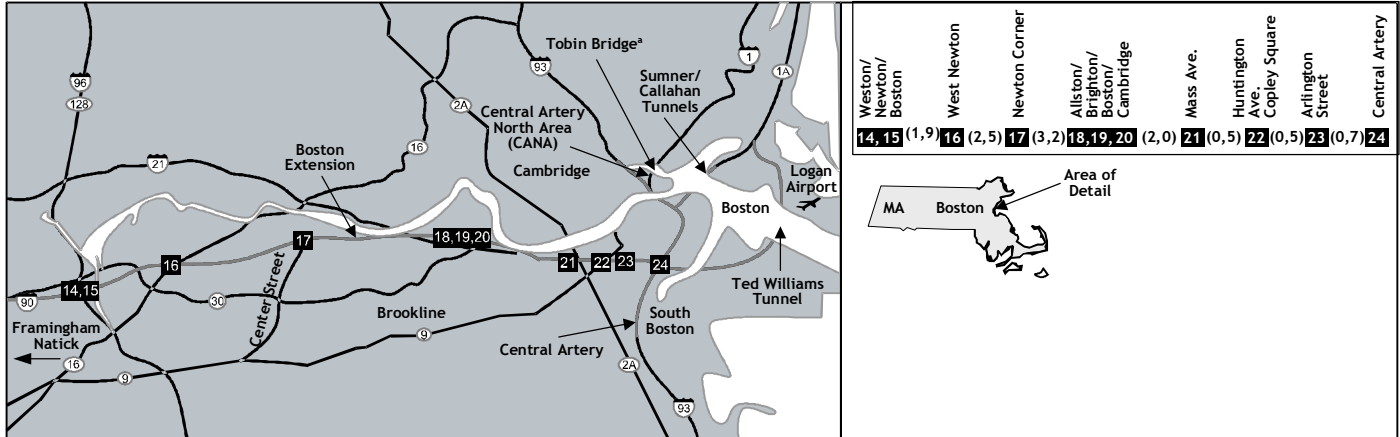 96
128
21
16
2A
93
1
1A
Tobin Bridgeᵃ
Sumner/
Callahan
Tunnels
Central Artery
North Area
(CANA)
Boston
Extension
Cambridge
Logan
Airport
Boston
17
18,19,20
16
14,15
21
22
23
24
90
30
Center Street
Brookline
9
Ted Williams
Tunnel
South
Boston
Central Artery
Framingham
Natick
16
9
2A
93
Weston/
Newton/
Boston
West Newton
Newton Corner
Allston/
Brighton/
Boston/
Cambridge
Mass Ave.
Huntington
Ave.
Copley Square
Arlington
Street
Central Artery
14, 15 (1,9) 16 (2,5) 17 (3,2) 18,19, 20 (2,0) 21 (0,5) 22 (0,5) 23 (0,7) 24
Area of
Detail
MA
Boston